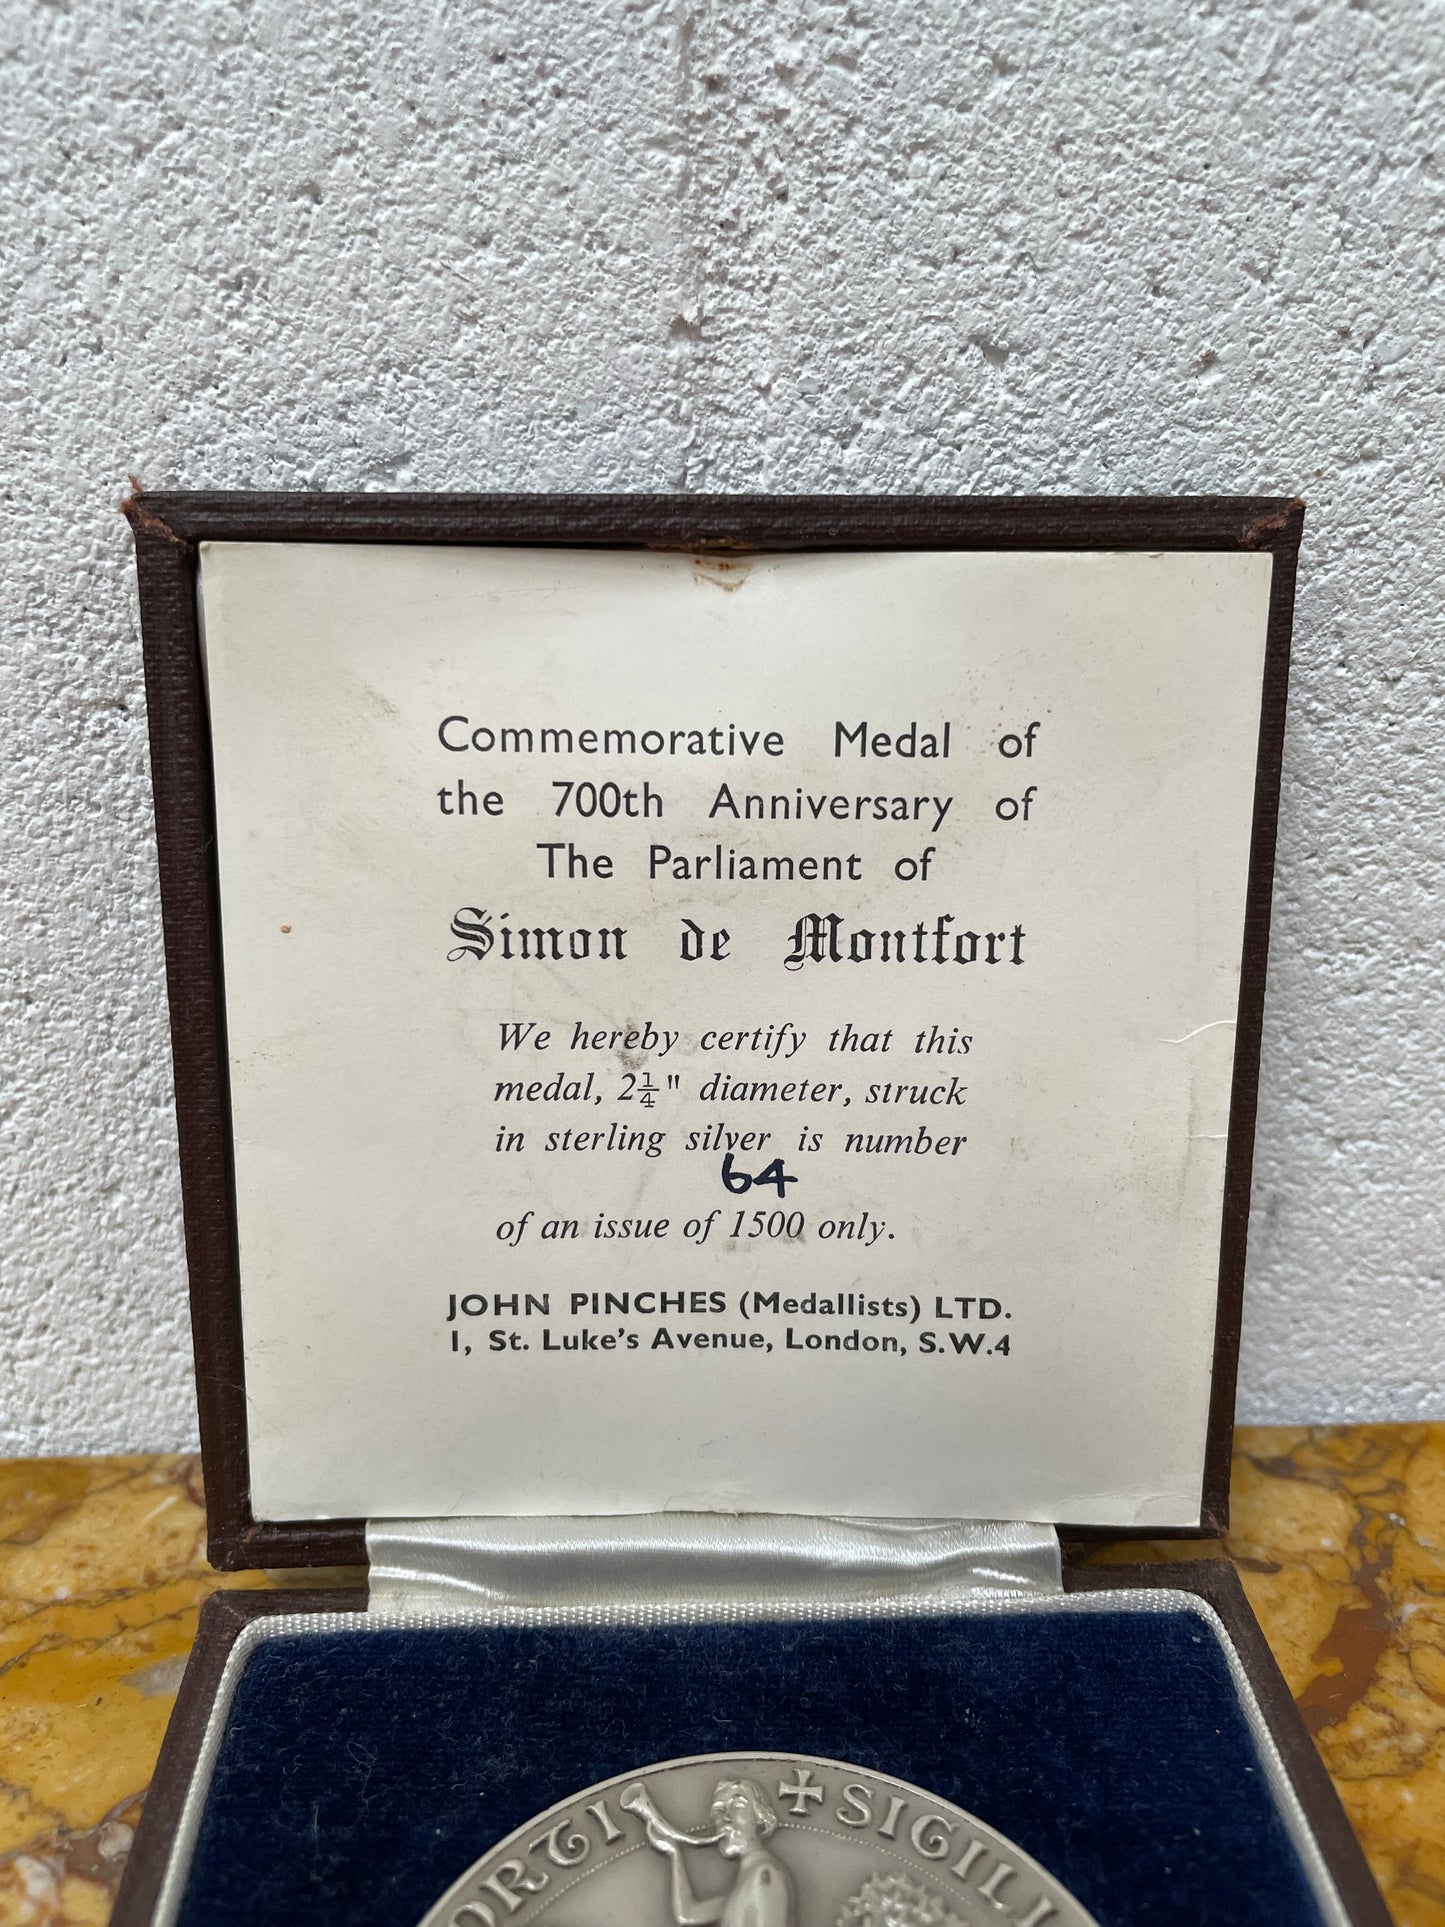 Commemorative Medal of
the 700th Anniversary of
The Parliament of
Simon de Montfort
We hereby certify that this
medal, 2¼" diameter, struck
in sterling silver is number
64
of an issue of 1500 only.
JOHN PINCHES (Medallists) LTD.
1, St. Luke's Avenue, London, S.W.4
ORTI ✠ SIGILL